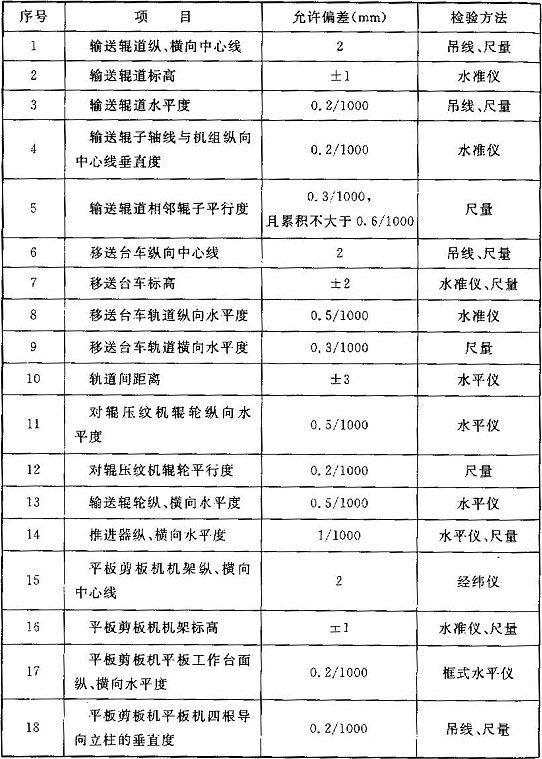 序号 项 目 允许偏差(mm) 检验方法
1 输送辊道纵、横向中心线 2 吊线、尺量
2 输送辊道标高 ±1 水准仪
3 输送辊道水平度 0.2/1000 吊线、尺量
4 输送辊子轴线与机组纵向
中心线垂直度 0.2/1000 水准仪
5 输送辊道相邻辊子平行度 0.3/1000,
且累积不大于0.6/1000 尺量
6 移送台车纵向中心线 2 吊线、尺量
7 移送台车标高 ±2 水准仪、尺量
8 移送台车轨道纵向水平度 0.5/1000 水准仪
9 移送台车轨道横向水平度 0.3/1000 尺量
10 轨道间距离 ±3 水平仪
11 对辊压纹机辊轮纵向水
平度 0.5/1000 水平仪
12 对辊压纹机辊轮平行度 0.2/1000 尺量
13 输送辊轮纵、横向水平度 0.5/1000 水平仪
14 推进器纵、横向水平度 1/1000 水平仪、尺量
15 平板剪板机机架纵、横向
中心线 2 经纬仪
16 平板剪板机机架标高 ±1 水准仪、尺量
17 平板剪板机平板工作台面
纵、横向水平度 0.2/1000 框式水平仪
18 平板剪板机平板机四根导
向立柱的垂直度 0.2/1000 吊线、尺量